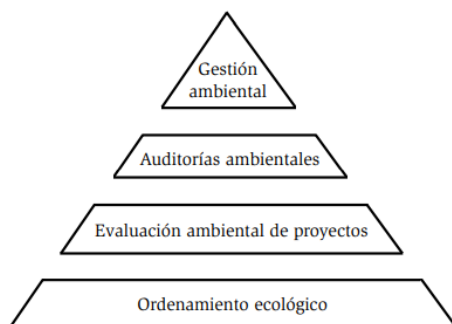 Gestión
ambiental
Auditorías ambientales
Evaluación ambiental de proyectos
Ordenamiento ecológico